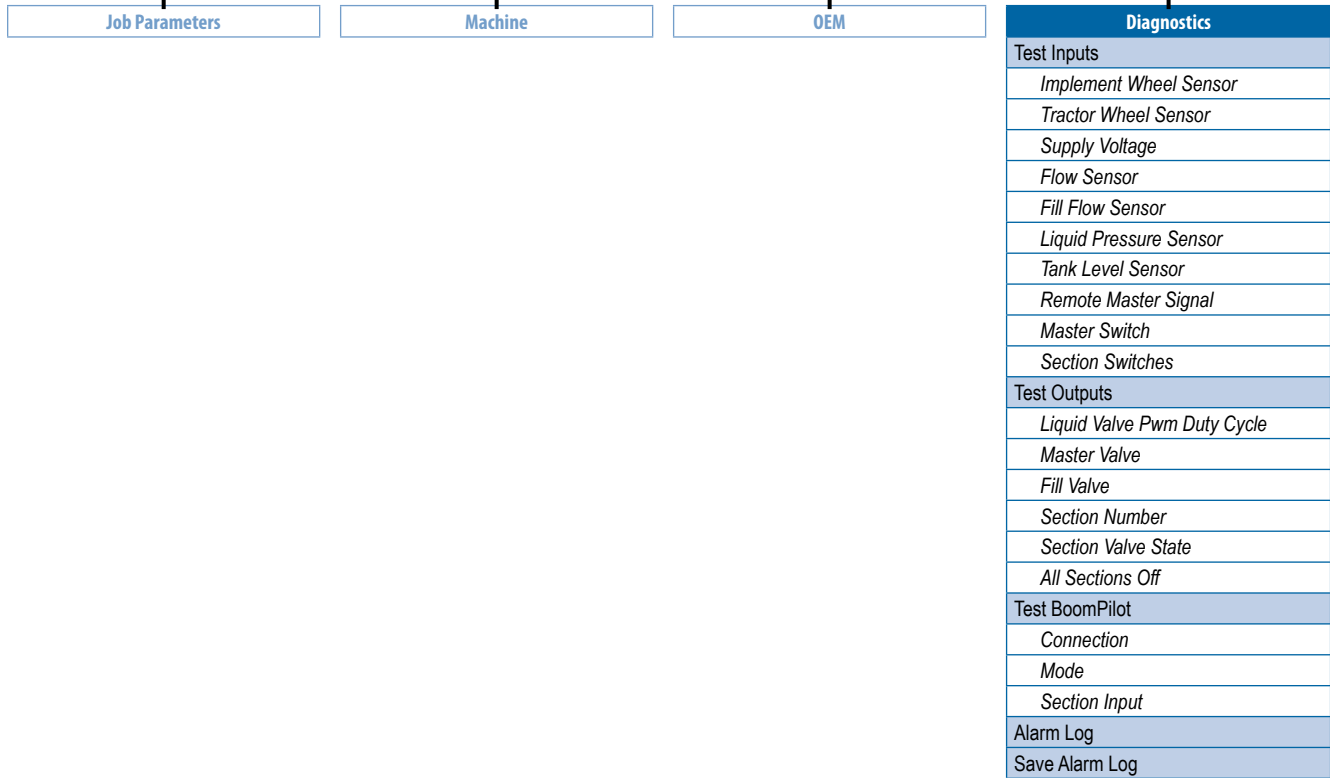 Job Parameters
Machine
OEM
Diagnostics
Test Inputs
Implement Wheel Sensor
Tractor Wheel Sensor
Supply Voltage
Flow Sensor
Fill Flow Sensor
Liquid Pressure Sensor
Tank Level Sensor
Remote Master Signal
Master Switch
Section Switches
Test Outputs
Liquid Valve Pwm Duty Cycle
Master Valve
Fill Valve
Section Number
Section Valve State
All Sections Off
Test BoomPilot
Connection
Mode
Section Input
Alarm Log
Save Alarm Log